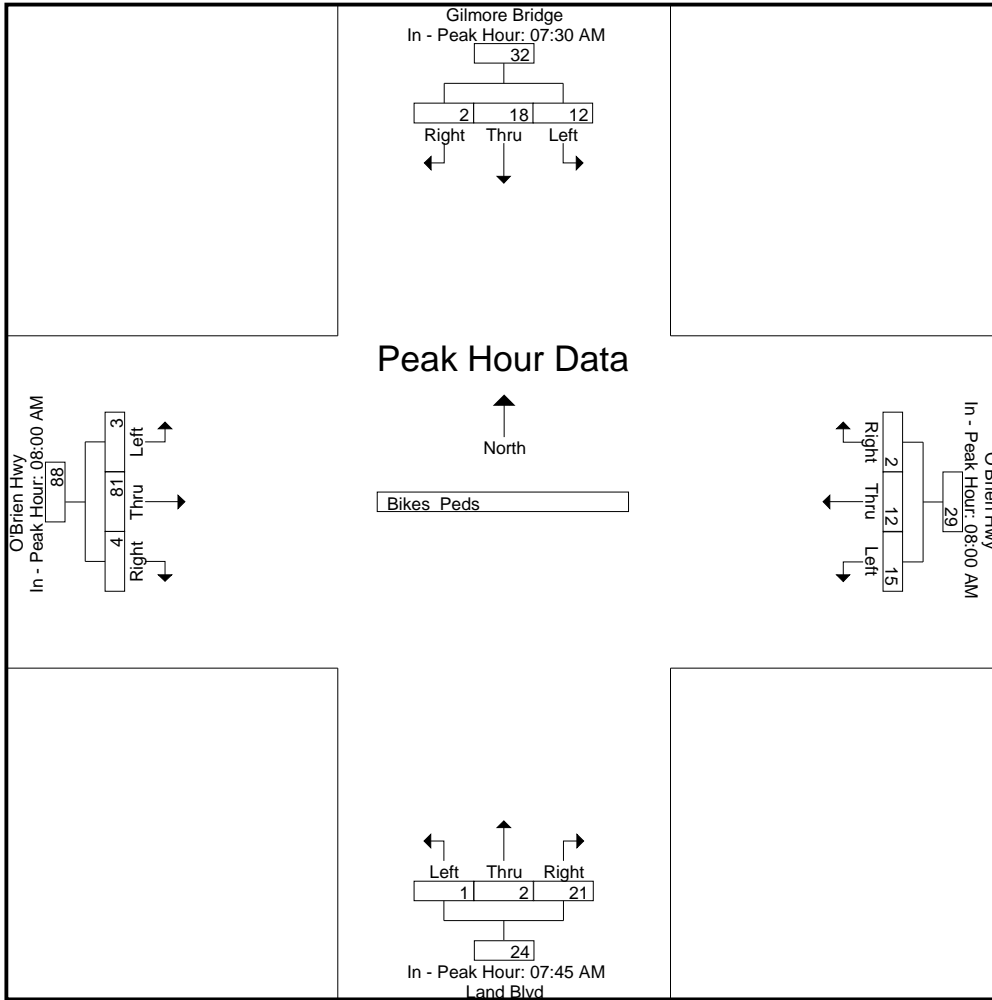 Gilmore Bridge
In - Peak Hour: 07:30 AM
32
2 18 12
Right Thru Left
Peak Hour Data
North
Bikes Peds
O'Brien Hwy
In - Peak Hour: 08:00 AM
88
3 81 4
Left Thru Right
Right Thru Left
2 12 15
29
In - Peak Hour: 08:00 AM
O'Brien Hwy
Left Thru Right
1 2 21
24
In - Peak Hour: 07:45 AM
Land Blvd